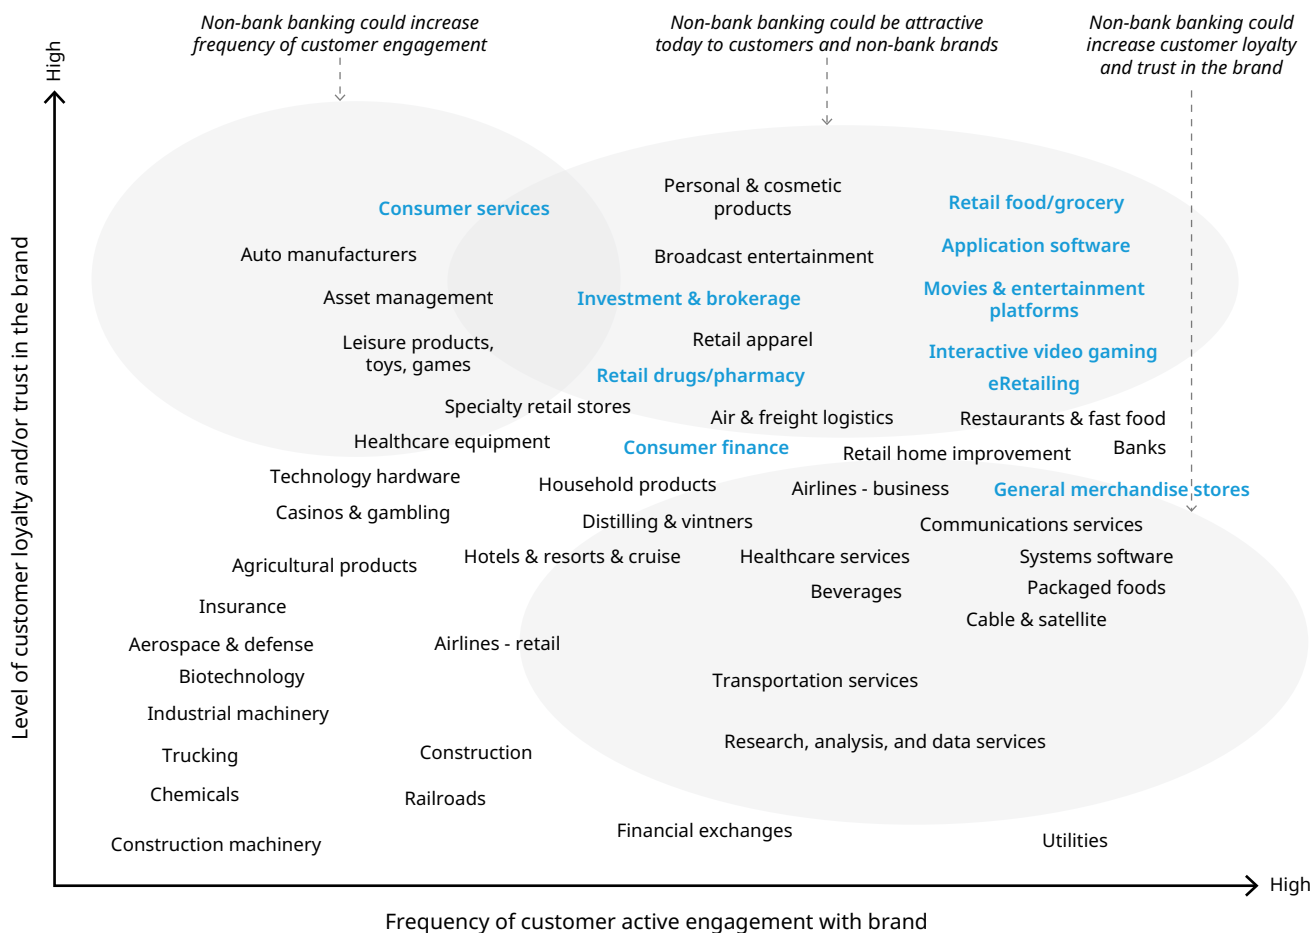 Non-bank banking could increase
frequency of customer engagement
Non-bank banking could be attractive
today to customers and non-bank brands
Non-bank banking could
increase customer loyalty
and trust in the brand
High
Level of customer loyalty and/or trust in the brand
Personal & cosmetic
products
Consumer services
Retail food/grocery
Auto manufacturers
Broadcast entertainment
Application software
Asset management
Investment & brokerage
Movies & entertainment
platforms
Leisure products,
toys, games
Retail apparel
Interactive video gaming
Retail drugs/pharmacy
eRetailing
Specialty retail stores
Air & freight logistics
Restaurants & fast food
Healthcare equipment
Consumer finance
Retail home improvement
Banks
Technology hardware
Household products
Airlines - business
General merchandise stores
Casinos & gambling
Distilling & vintners
Communications services
Agricultural products
Hotels & resorts & cruise
Healthcare services
Systems software
Insurance
Beverages
Packaged foods
Cable & satellite
Aerospace & defense
Airlines - retail
Biotechnology
Transportation services
Industrial machinery
Trucking
Construction
Research, analysis, and data services
Chemicals
Railroads
Construction machinery
Financial exchanges
Utilities
High
Frequency of customer active engagement with brand